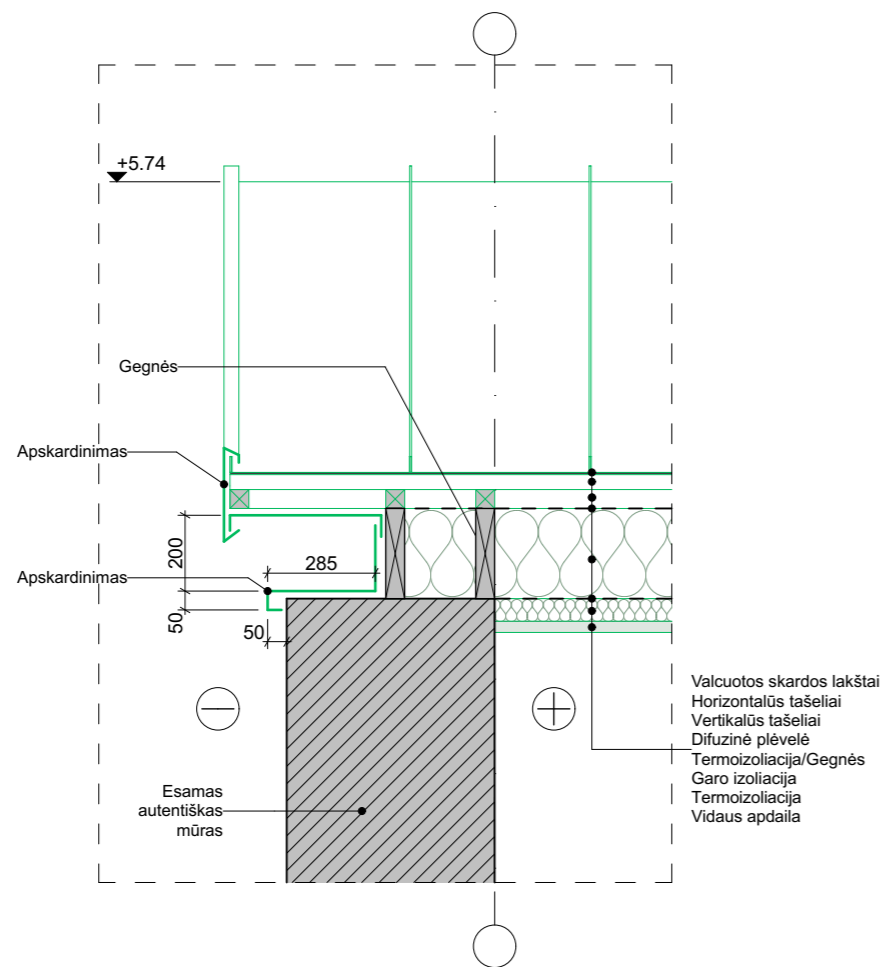 +5.74
Gegnės
Apskardinimas
200
285
Apskardinimas
50
50
Valcuotos skardos lakštai
Horizontalūs tašeliai
Vertikalūs tašeliai
Difuzinė plėvelė
Termoizoliacija/Gegnės
Garo izoliacija
Termoizoliacija
Vidaus apdaila
Esamas
autentiškas
mūras